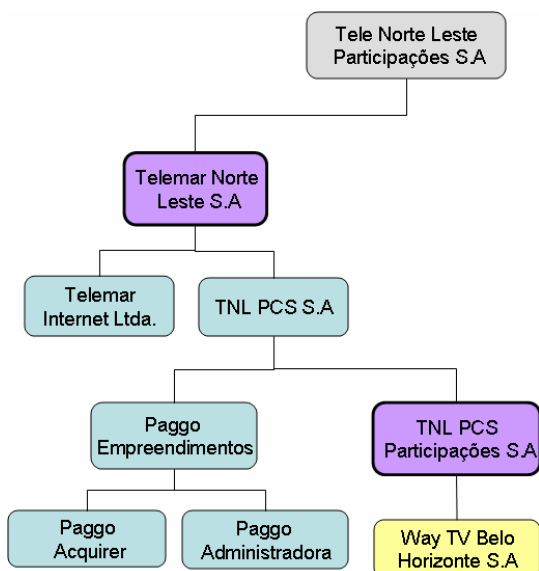 Tele Norte Leste
Participações S.A
Telemar Norte
Leste S.A
Telemar
Internet Ltda.
TNL PCS S.A
Paggo
Empreendimentos
TNL PCS
Participações S.A
Paggo
Acquirer
Paggo
Administradora
Way TV Belo
Horizonte S.A